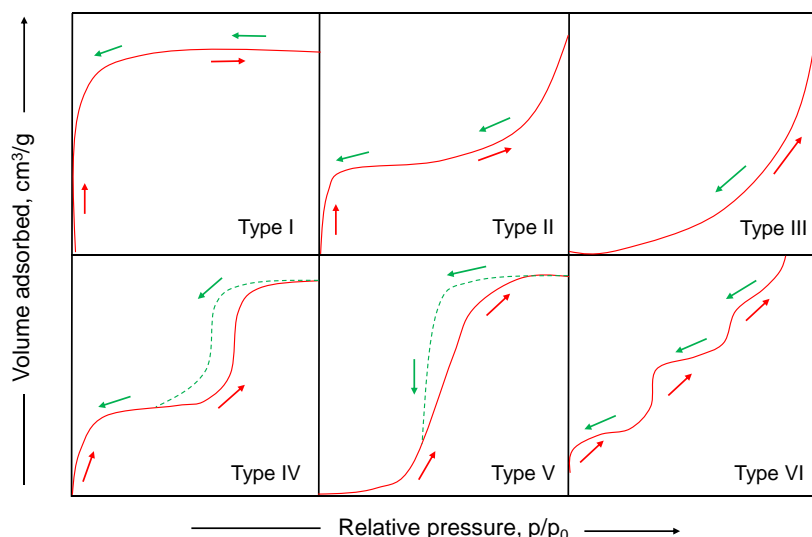 Volume adsorbed, cm³/g
Type I
Type II
Type III
Type IV
Type V
Type VI
Relative pressure, p/p₀